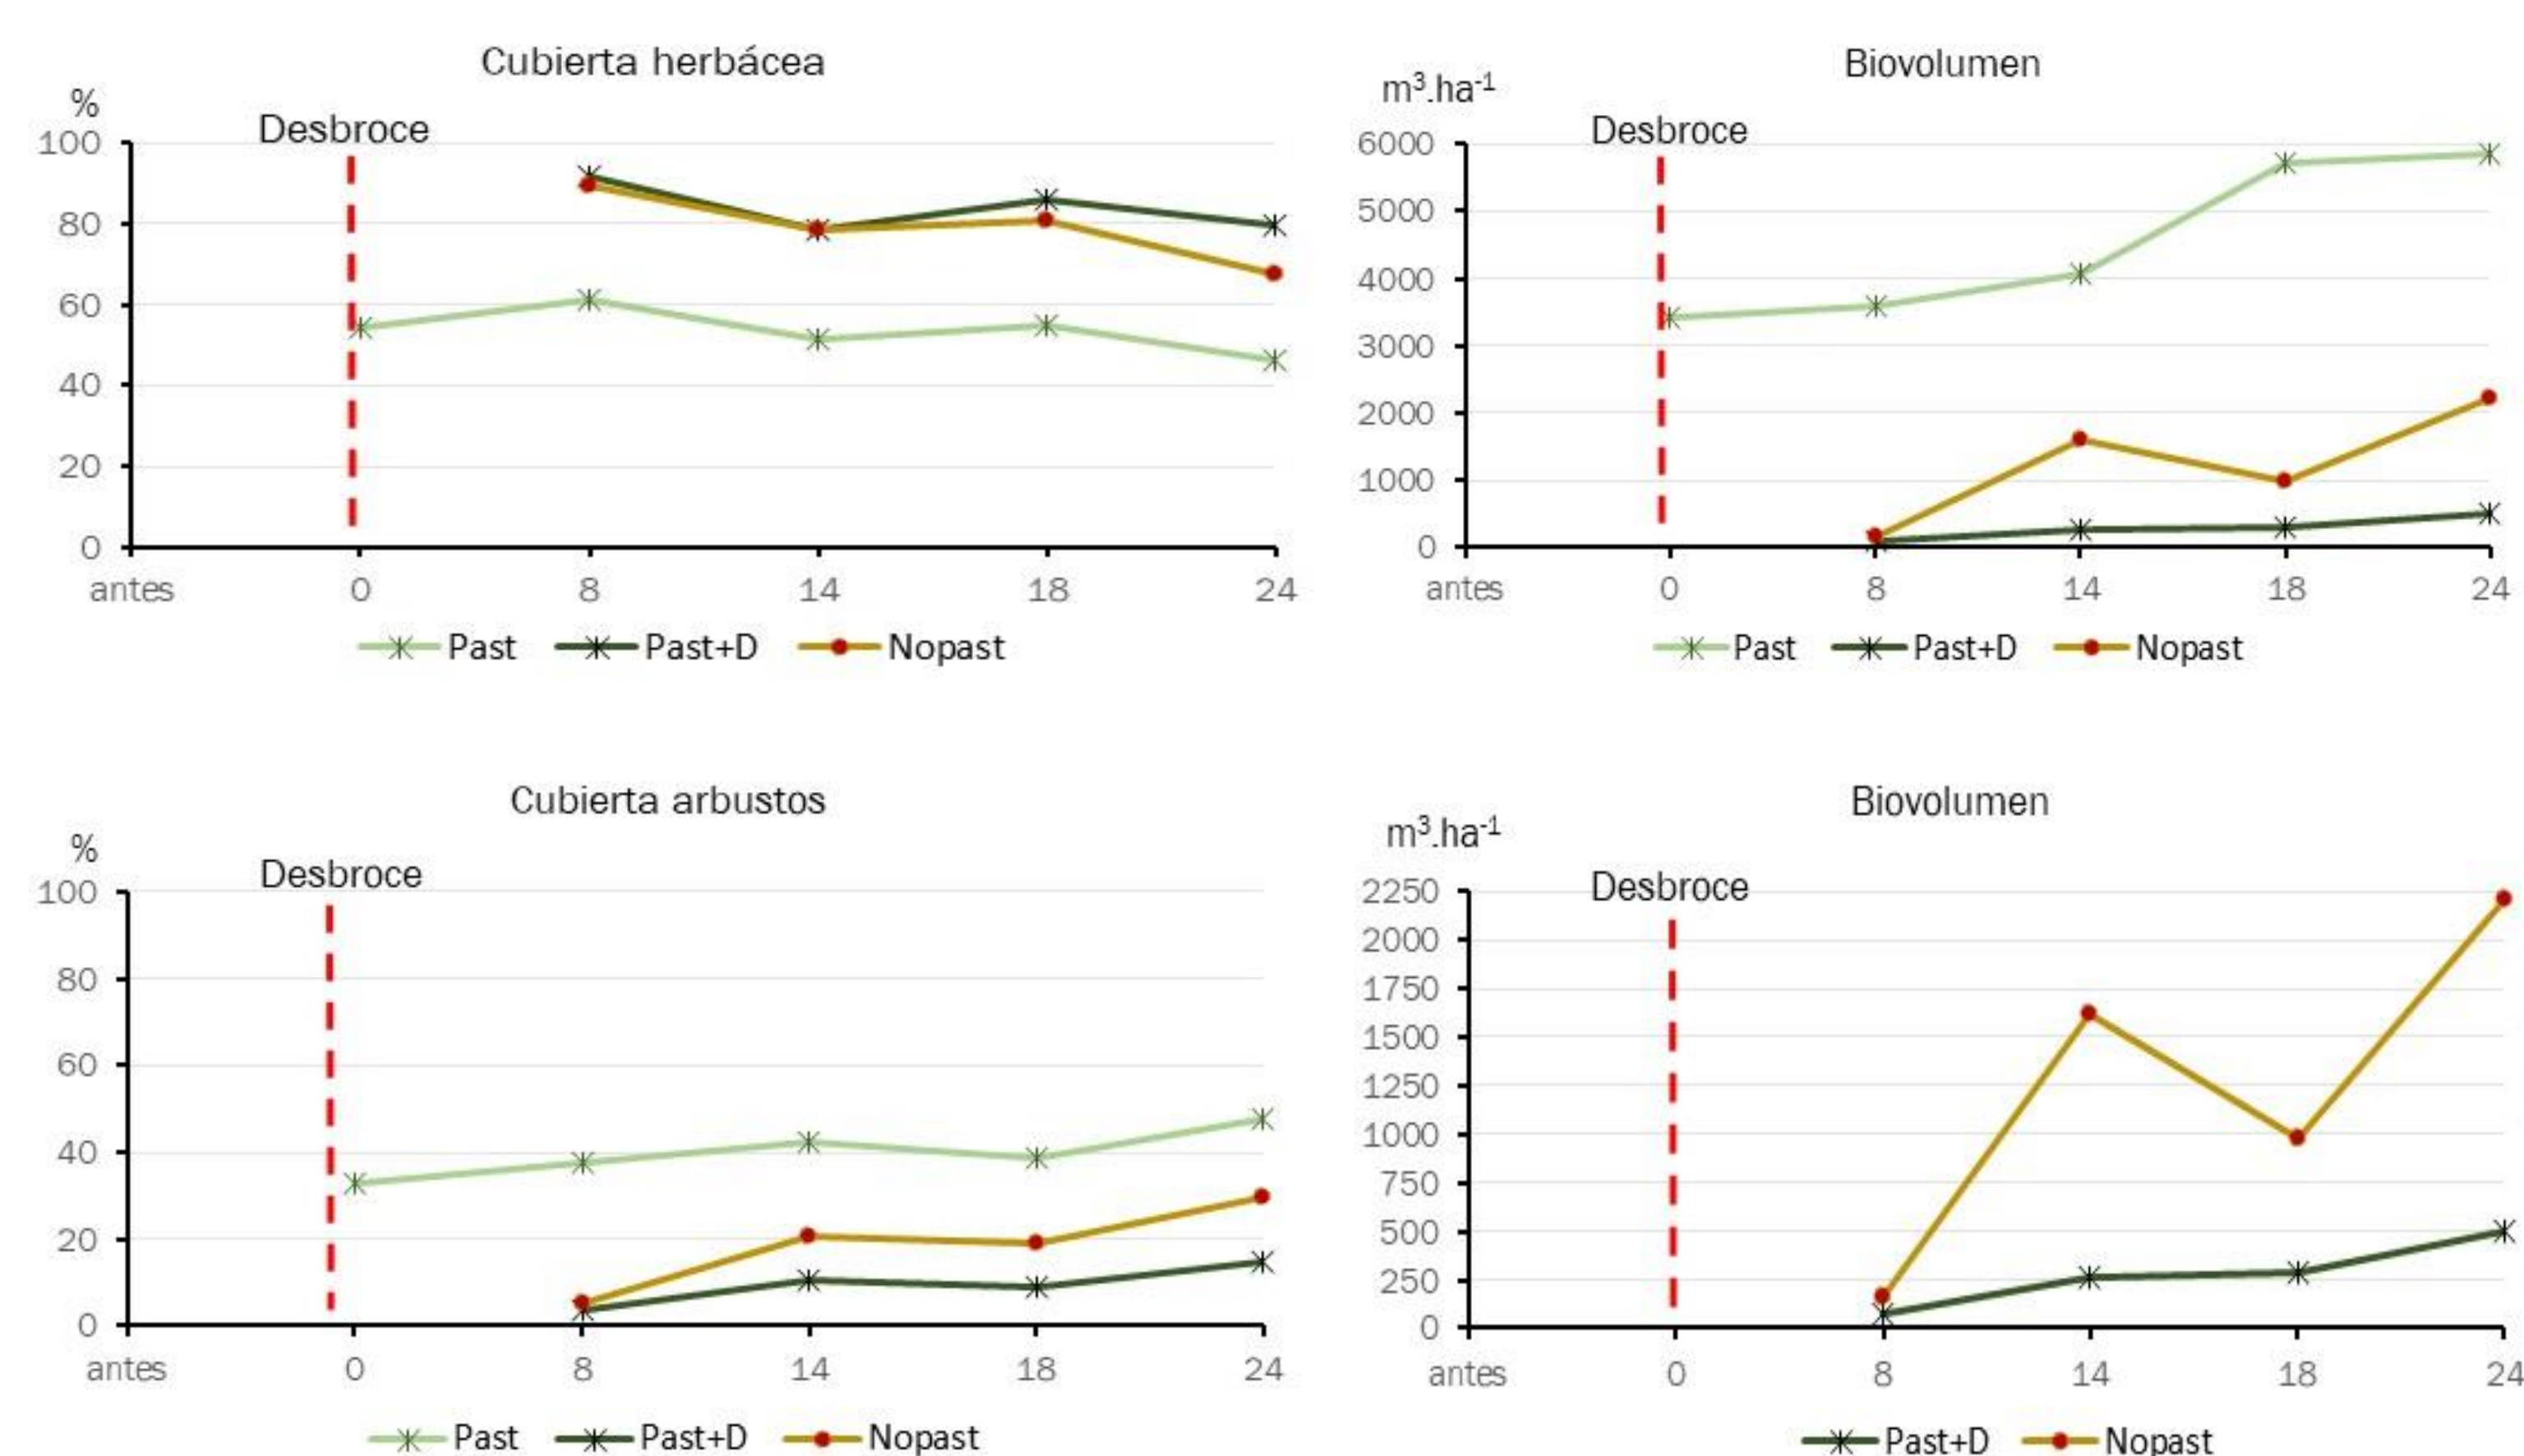 Cubierta herbácea
%
Desbroce
100
80
60
40
20
0
antes 0 8 14 18 24
Past Past+D Nopast
Biovolumen
m³.ha⁻¹
Desbroce
6000
5000
4000
3000
2000
1000
0
antes 0 8 14 18 24
Past Past+D Nopast
Cubierta arbustos
%
Desbroce
100
80
60
40
20
0
antes 0 8 14 18 24
Past Past+D Nopast
Biovolumen
m³.ha⁻¹
Desbroce
2250
2000
1750
1500
1250
1000
750
500
250
0
antes 0 8 14 18 24
Past+D Nopast